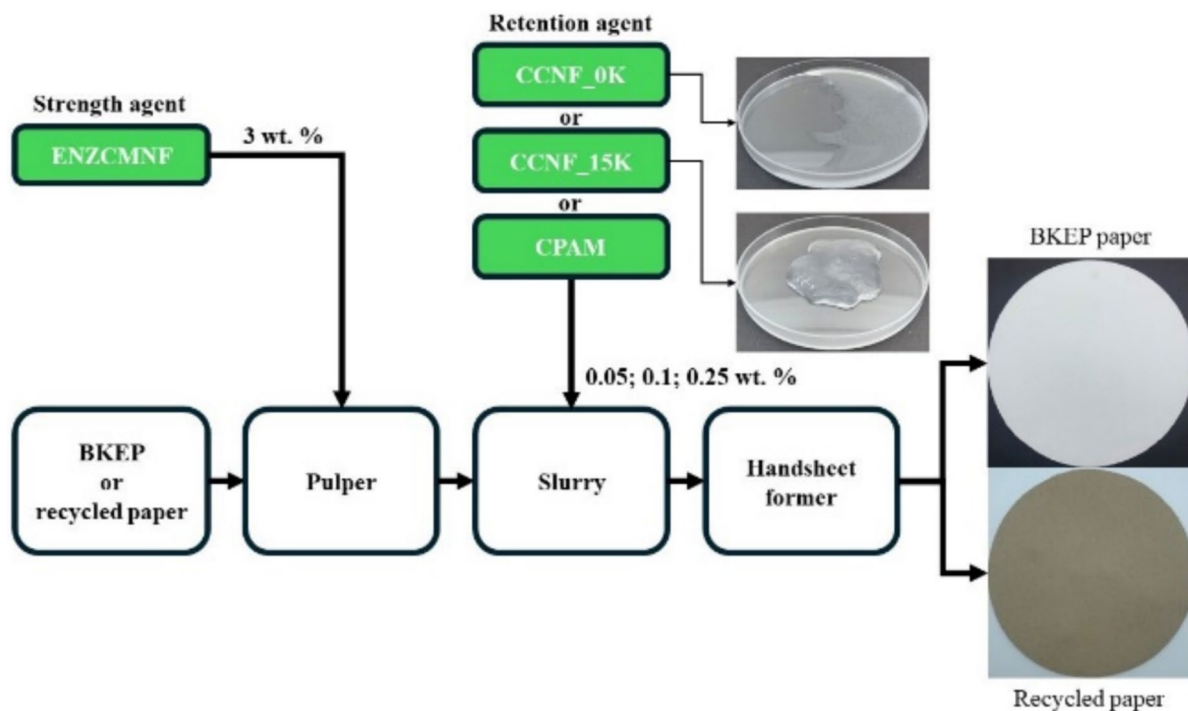 Retention agent
CCNF_0K
or
CCNF_15K
or
CPAM
Strength agent
ENZCMNF
3 wt. %
0.05; 0.1; 0.25 wt. %
BKEP
or
recycled paper
Pulper
Slurry
Handsheet
former
BKEP paper
Recycled paper